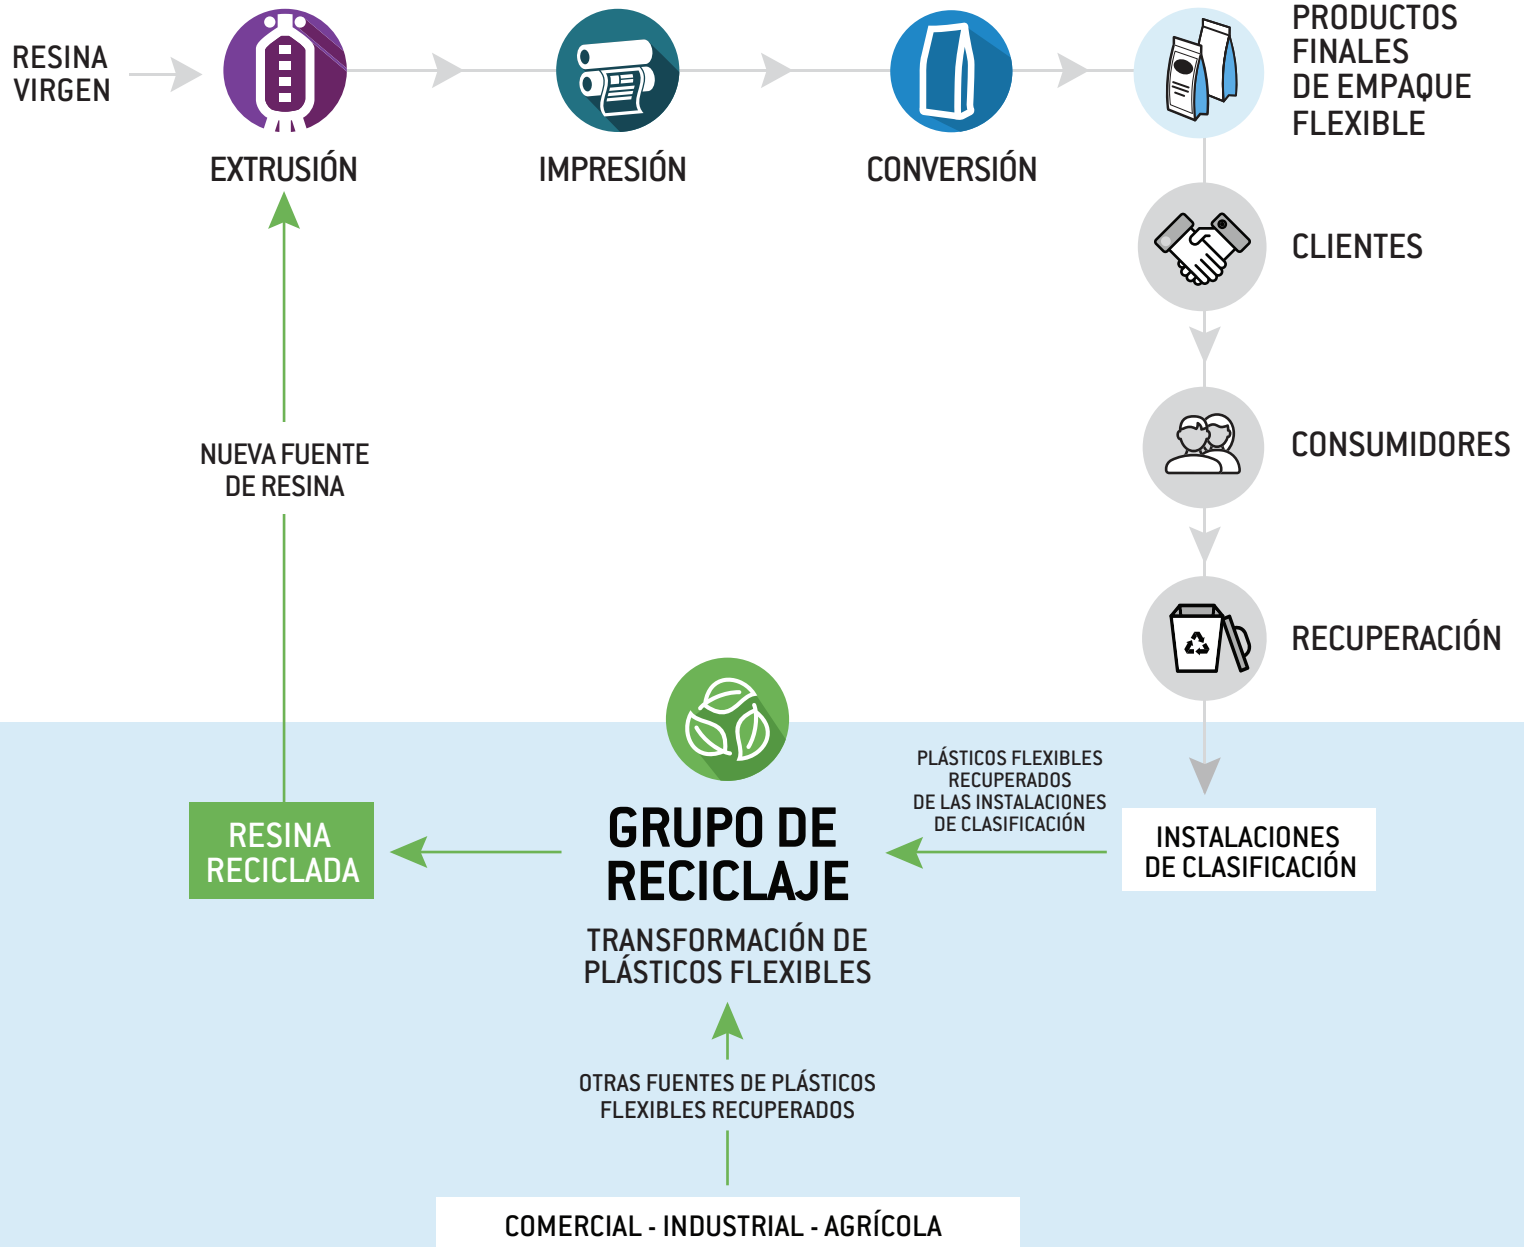 RESINA
VIRGEN
EXTRUSIÓN
IMPRESIÓN
CONVERSIÓN
PRODUCTOS
FINALES
DE EMPAQUE
FLEXIBLE
CLIENTES
CONSUMIDORES
RECUPERACIÓN
NUEVA FUENTE
DE RESINA
PLÁSTICOS FLEXIBLES
RECUPERADOS
DE LAS INSTALACIONES
DE CLASIFICACIÓN
INSTALACIONES
DE CLASIFICACIÓN
GRUPO DE
RECICLAJE
TRANSFORMACIÓN DE
PLÁSTICOS FLEXIBLES
RESINA
RECICLADA
OTRAS FUENTES DE PLÁSTICOS
FLEXIBLES RECUPERADOS
COMERCIAL - INDUSTRIAL - AGRÍCOLA